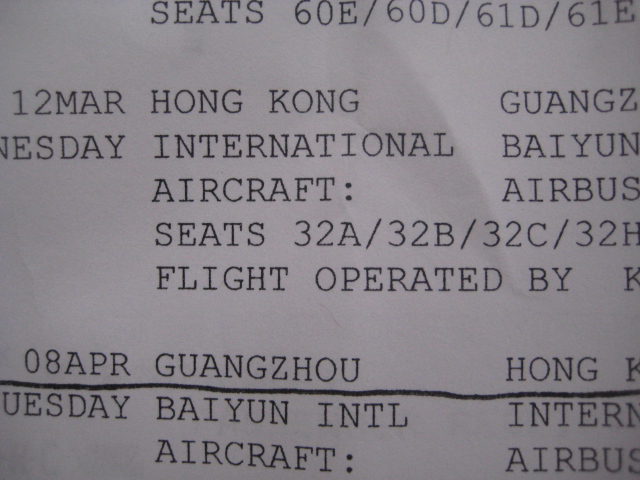 SEATS 60E/60D/61D/61E
12MAR HONG KONG GUANGZ
NESDAY INTERNATIONAL BAIYUN
AIRCRAFT: AIRBUS
SEATS 32A/32B/32C/32H
FLIGHT OPERATED BY K
08APR GUANGZHOU HONG K
UESDAY BAIYUN INTL INTERN
AIRCRAFT: AIRBUS